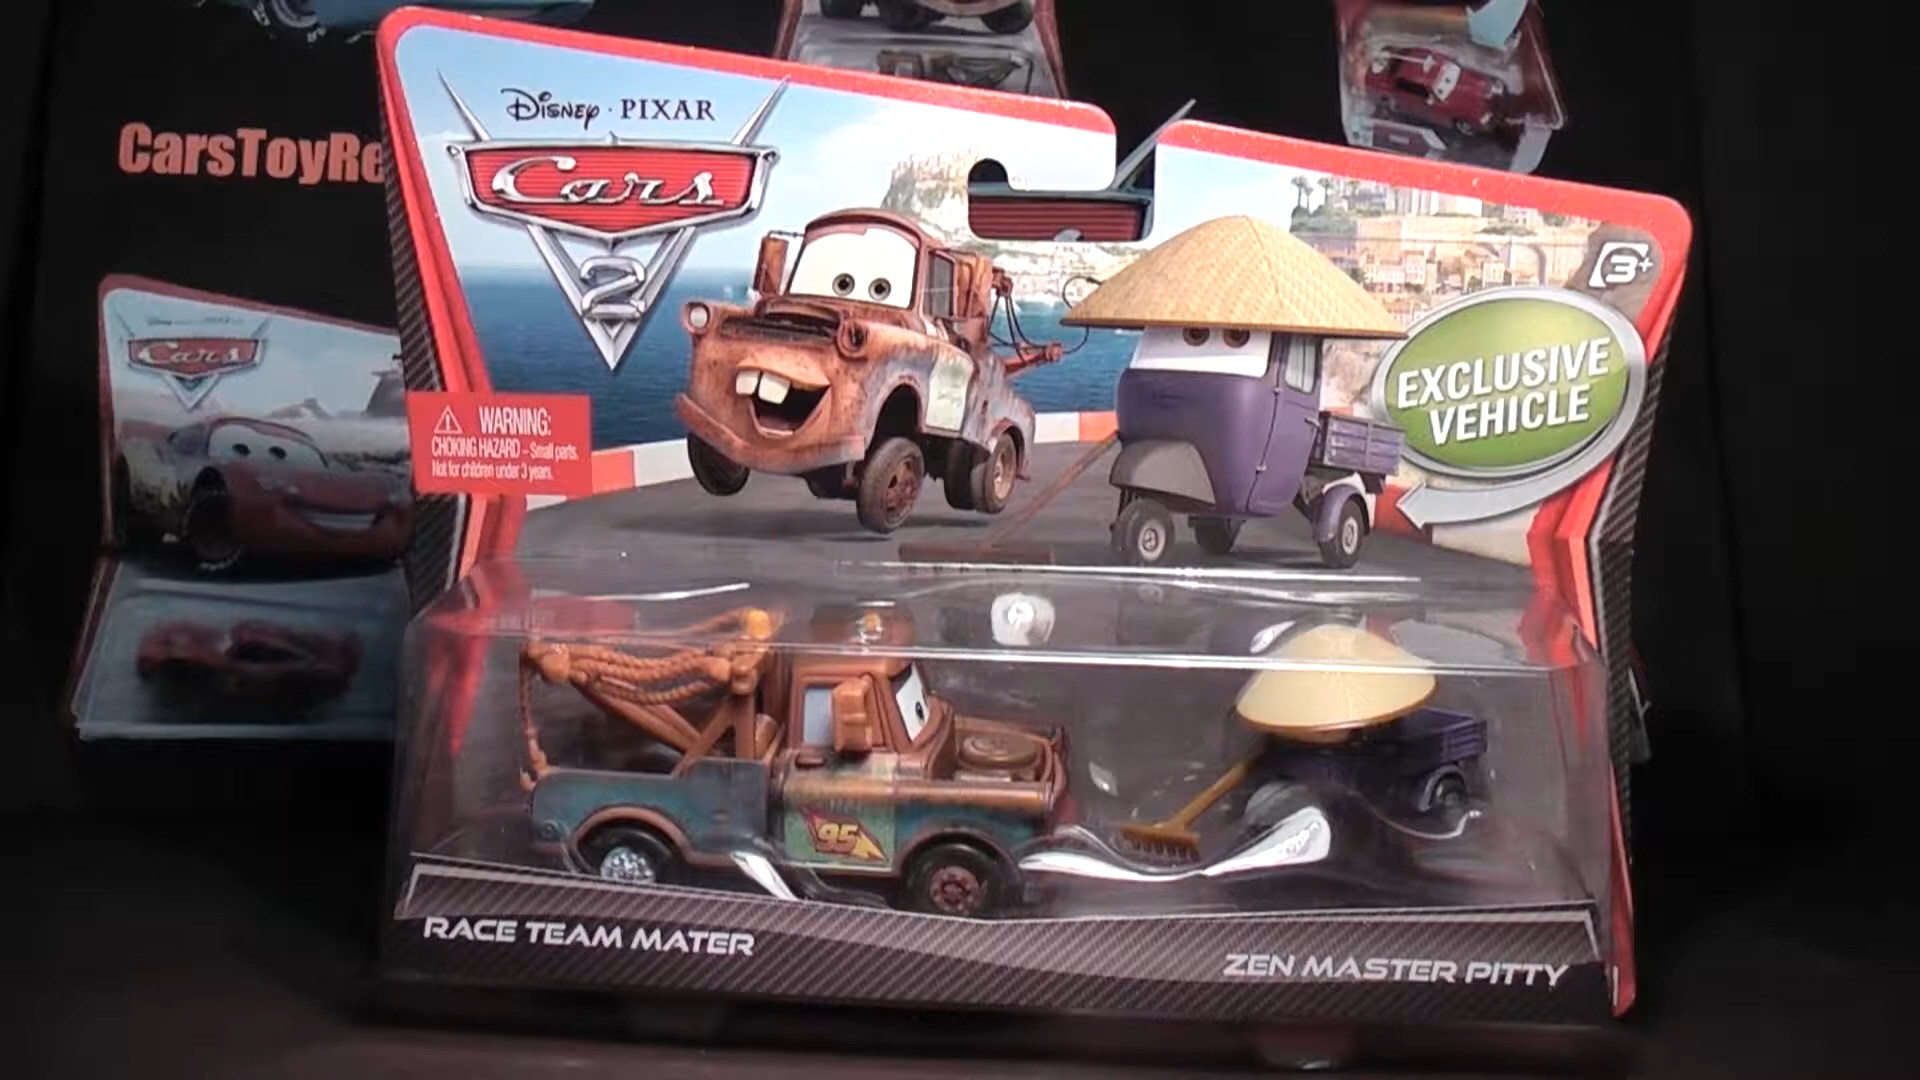 CarsToyRe
Disney · PIXAR
Cars
2
3+
EXCLUSIVE
VEHICLE
WARNING:
CHOKING HAZARD – Small parts.
Not for children under 3 years.
Cars
95
RACE TEAM MATER
ZEN MASTER PITTY